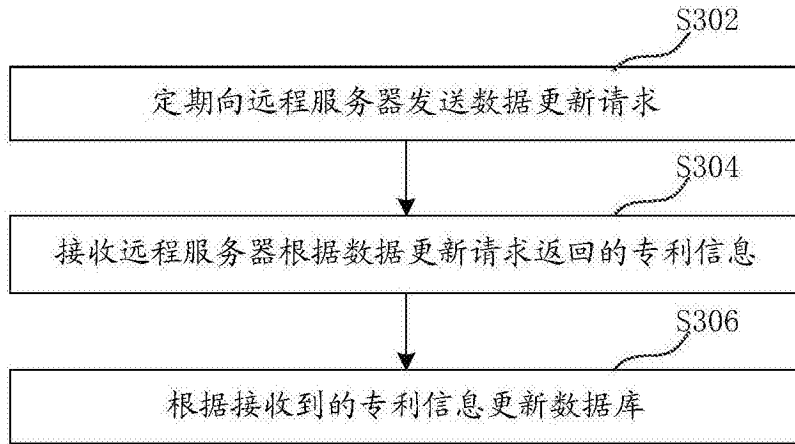 S302
定期向远程服务器发送数据更新请求
S304
接收远程服务器根据数据更新请求返回的专利信息
S306
根据接收到的专利信息更新数据库